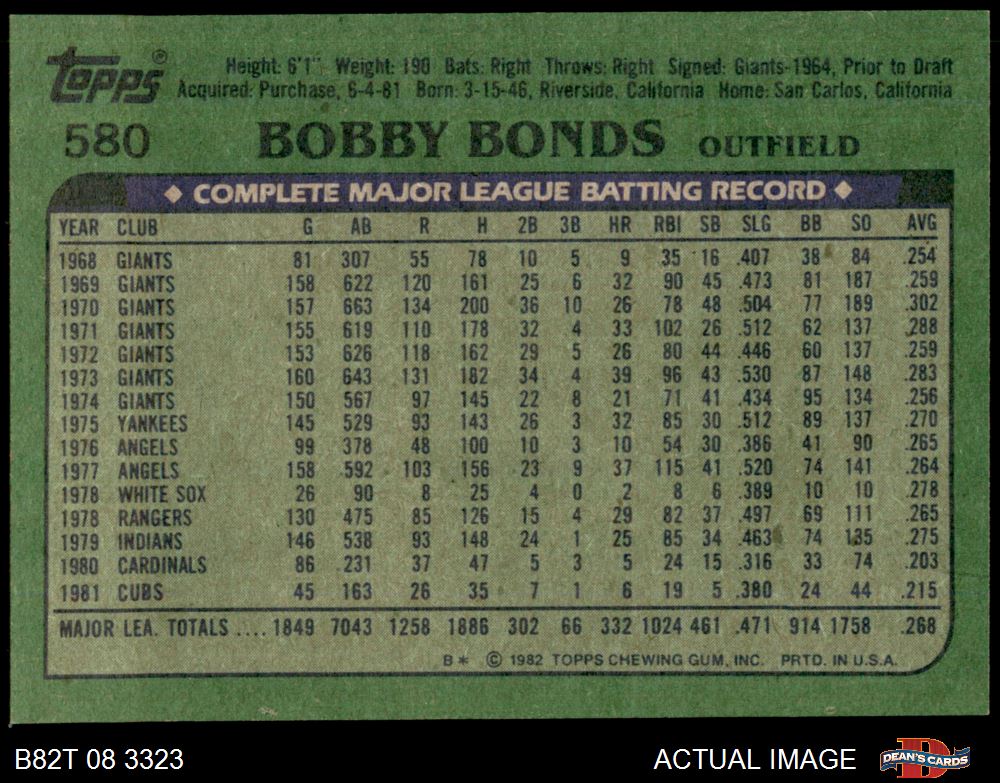 Topps®
Height: 6'1" Weight: 190 Bats: Right Throws: Right Signed: Giants-1964, Prior to Draft
Acquired: Purchase, 6-4-81 Born: 3-15-46, Riverside, California Home: San Carlos, California
580 BOBBY BONDS OUTFIELD
◆ COMPLETE MAJOR LEAGUE BATTING RECORD ◆
YEAR CLUB G AB R H 2B 3B HR RBI SB SLG BB SO AVG
1968 GIANTS 81 307 55 78 10 5 9 35 16 .407 38 84 .254
1969 GIANTS 158 622 120 161 25 6 32 90 45 .473 81 187 .259
1970 GIANTS 157 663 134 200 36 10 26 78 48 .504 77 189 .302
1971 GIANTS 155 619 110 178 32 4 33 102 26 .512 62 137 .288
1972 GIANTS 153 626 118 162 29 5 26 80 44 .446 60 137 .259
1973 GIANTS 160 643 131 182 34 4 39 96 43 .530 87 148 .283
1974 GIANTS 150 567 97 145 22 8 21 71 41 .434 95 134 .256
1975 YANKEES 145 529 93 143 26 3 32 85 30 .512 89 137 .270
1976 ANGELS 99 378 48 100 10 3 10 54 30 .386 41 90 .265
1977 ANGELS 158 .592 103 156 23 9 37 115 41 .520 74 141 .264
1978 WHITE SOX 26 90 8 25 4 0 2 8 6 .389 10 10 .278
1978 RANGERS 130 475 85 126 15 4 29 82 37 .497 69 111 .265
1979 INDIANS 146 538 93 148 24 1 25 85 34 .463 74 135 .275
1980 CARDINALS 86 .231 37 47 5 3 5 24 15 .316 33 74 .203
1981 CUBS 45 163 26 35 7 1 6 19 5 .380 24 44 .215
MAJOR LEA. TOTALS .... 1849 7043 1258 1886 302 66 332 1024 461 .471 914 1758 .268
B* © 1982 TOPPS CHEWING GUM, INC. PRTD. IN U.S.A.
B82T 08 3323 ACTUAL IMAGE DEAN'S CARDS